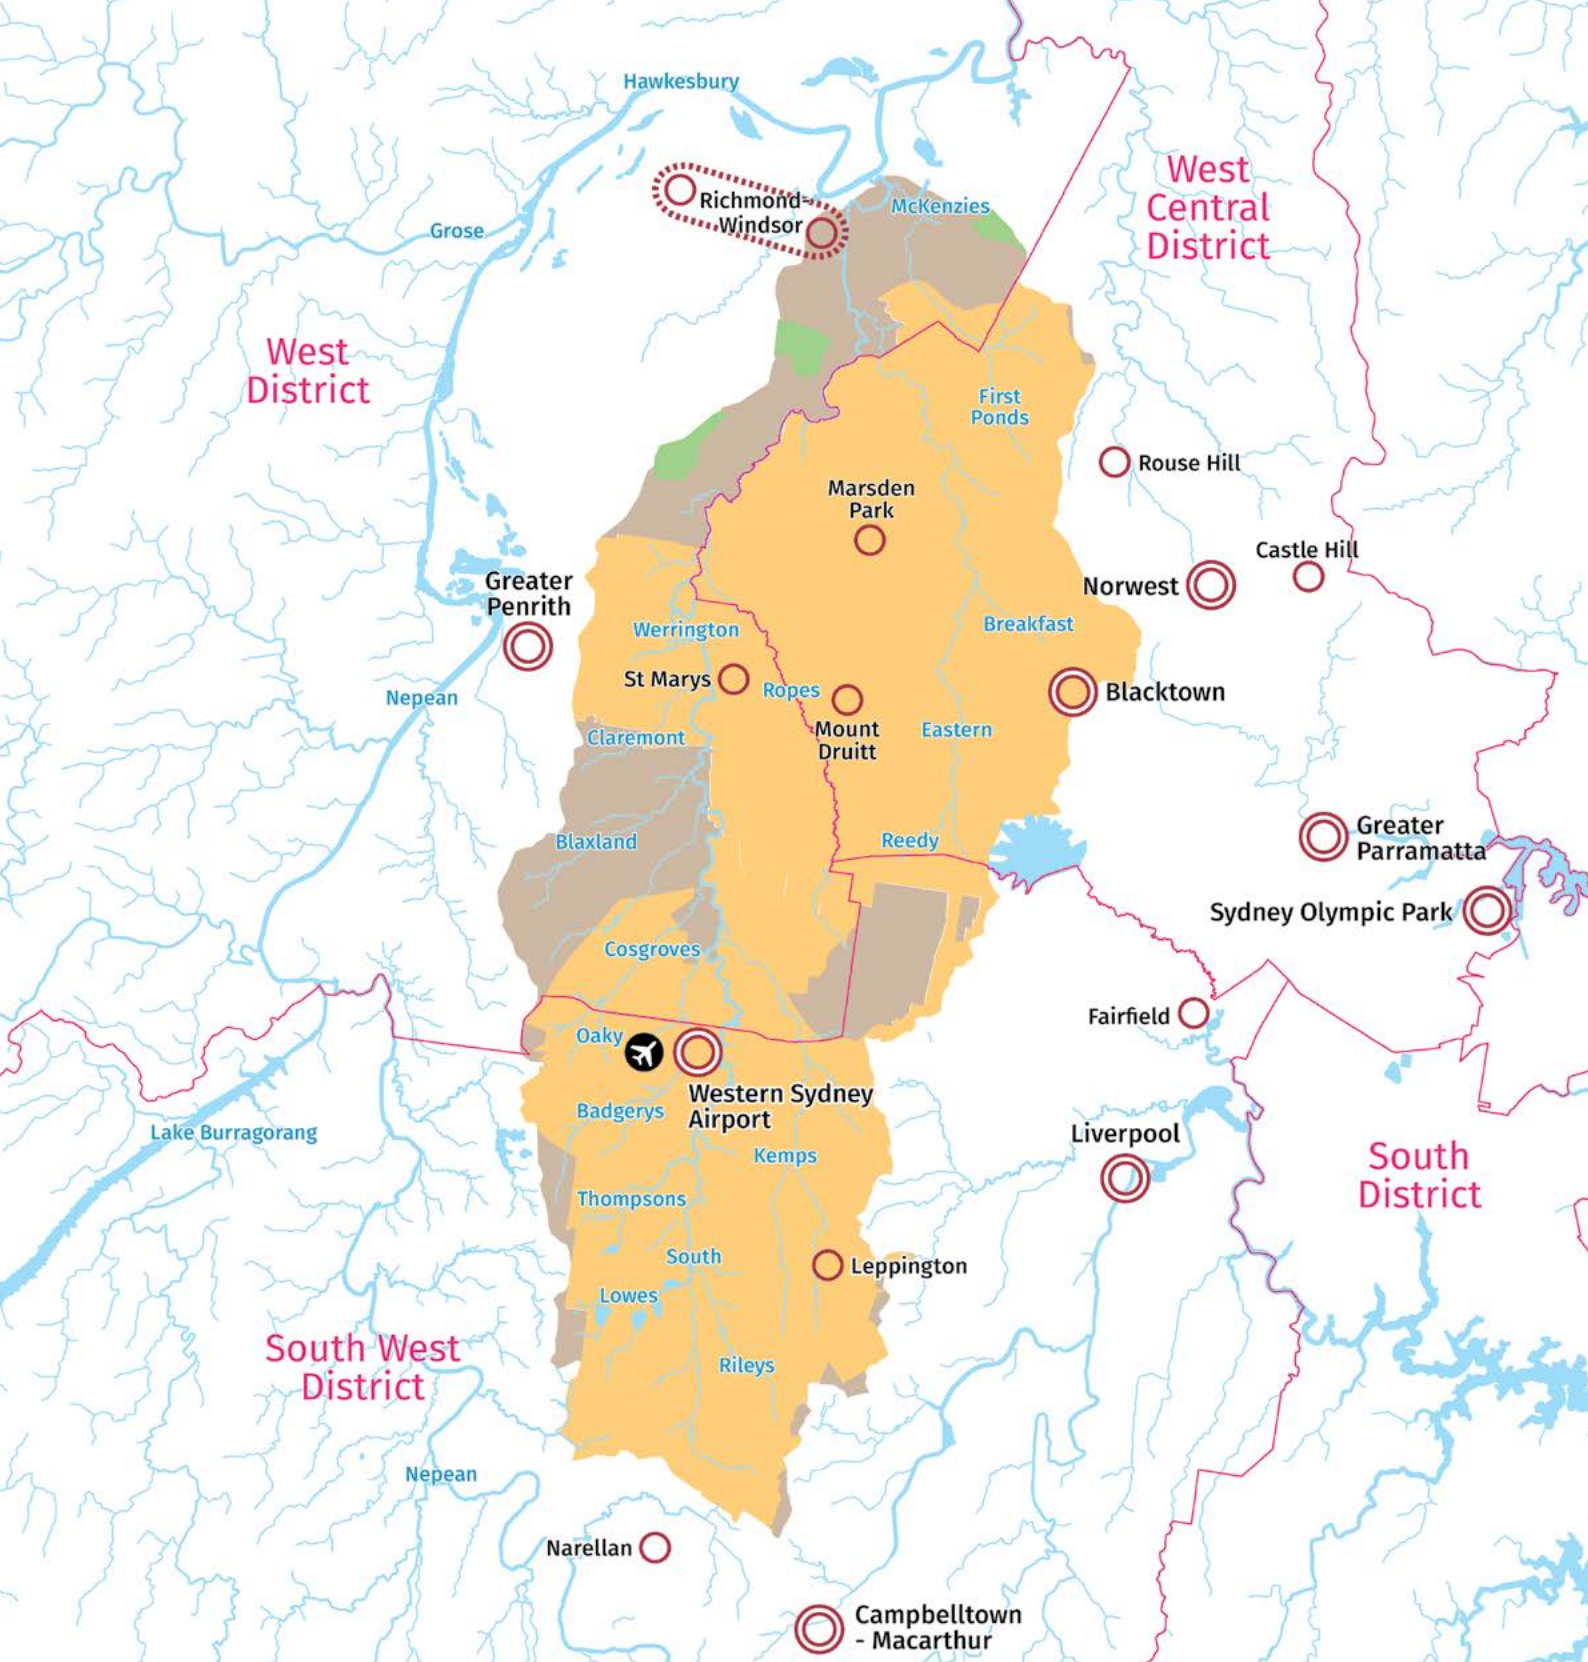 Hawkesbury
West
Central
District
Richmond-
Windsor
McKenzies
Grose
West
District
First
Ponds
Rouse Hill
Marsden
Park
Castle Hill
Greater
Penrith
Norwest
Werrington
Breakfast
St Marys
Ropes
Blacktown
Nepean
Claremont
Mount
Druitt
Eastern
Blaxland
Reedy
Greater
Parramatta
Sydney Olympic Park
Cosgroves
Fairfield
Oaky
Western Sydney
Airport
Badgerys
Lake Burragorang
Liverpool
Kemps
South
District
Thompsons
South
Leppington
Lowes
South West
District
Rileys
Nepean
Narellan
Campbelltown
- Macarthur